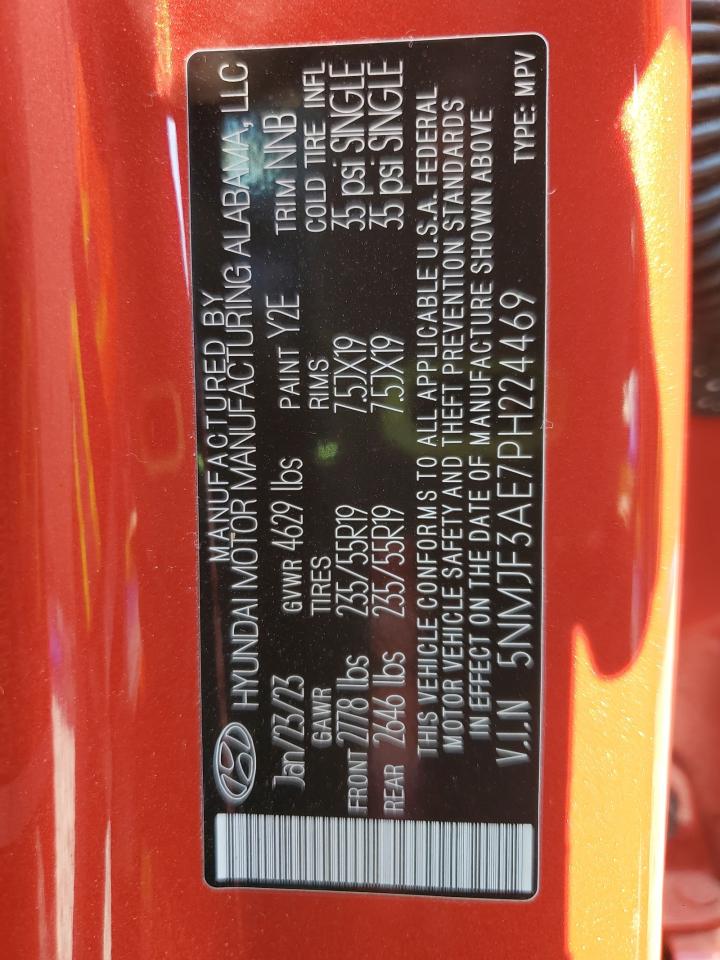 MANUFACTURED BY
HYUNDAI MOTOR MANUFACTURING ALABAMA, LLC
Jan/23/23 GVWR 4629 lbs PAINT Y2E TRIM NNB
GAWR TIRES RIMS COLD TIRE INFL
FRONT 2778 lbs 235/55R19 7.5JX19 35 psi SINGLE
REAR 2646 lbs 235/55R19 7.5JX19 35 psi SINGLE
THIS VEHICLE CONFORMS TO ALL APPLICABLE U.S.A. FEDERAL
MOTOR VEHICLE SAFETY AND THEFT PREVENTION STANDARDS
IN EFFECT ON THE DATE OF MANUFACTURE SHOWN ABOVE
V.I.N 5NMJF3AE7PH224469 TYPE: MPV